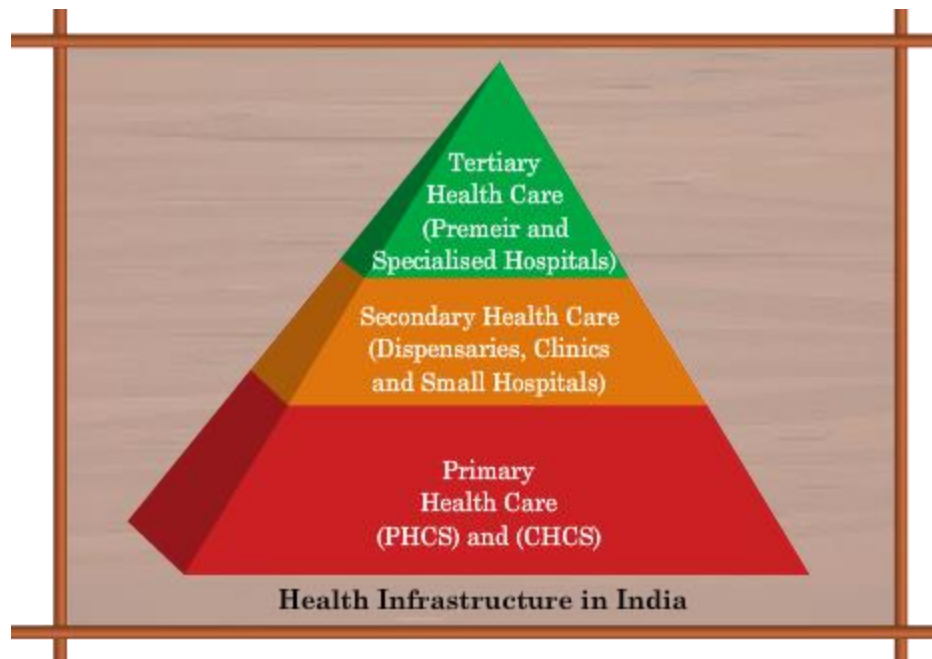 Tertiary
Health Care
(Premeir and
Specialised Hospitals)
Secondary Health Care
(Dispensaries, Clinics
and Small Hospitals)
Primary
Health Care
(PHCS) and (CHCS)
Health Infrastructure in India